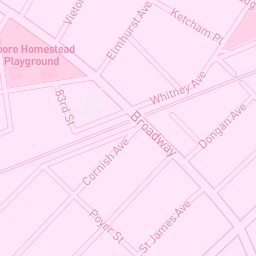 Ketcham Pl
Elmhurst Ave
oore Homestead
Playground
Whitney Ave
83rd St
Broadway
Dongan Ave
Cornish Ave
Poyer St
St James Ave